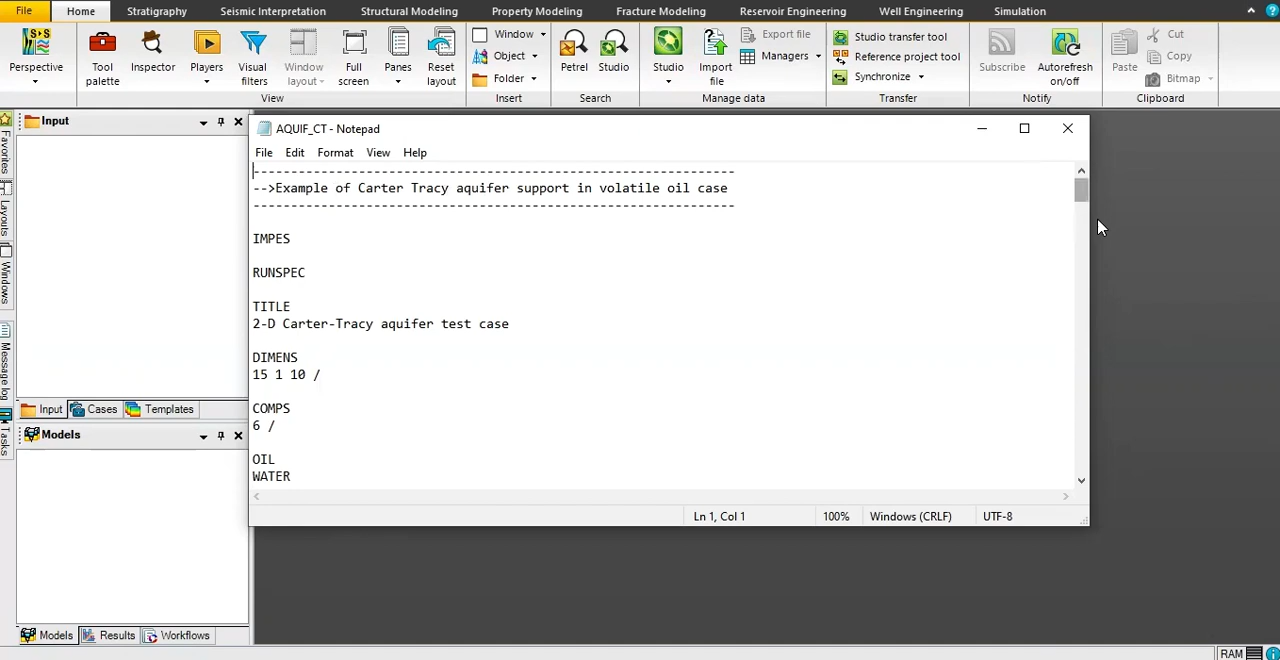 File Home Stratigraphy Seismic Interpretation Structural Modeling Property Modeling Fracture Modeling Reservoir Engineering Well Engineering Simulation
Perspective
Tool palette
Inspector
Players
Visual filters
Window layout
Full screen
Panes
Reset layout
View
Window
Object
Folder
Insert
Petrel
Studio
Search
Studio
Import file
Export file
Managers
Manage data
Studio transfer tool
Reference project tool
Synchronize
Transfer
Subscribe
Autorefresh on/off
Notify
Paste
Cut
Copy
Bitmap
Clipboard
Favorites
Layouts
Windows
Message log
Tasks
Input
Input Cases Templates
Models
Models Results Workflows
AQUIF_CT - Notepad
File Edit Format View Help
----------------------------------------------------------------
-->Example of Carter Tracy aquifer support in volatile oil case
----------------------------------------------------------------
IMPES
RUNSPEC
TITLE
2-D Carter-Tracy aquifer test case
DIMENS
15 1 10 /
COMPS
6 /
OIL
WATER
Ln 1, Col 1 100% Windows (CRLF) UTF-8
RAM